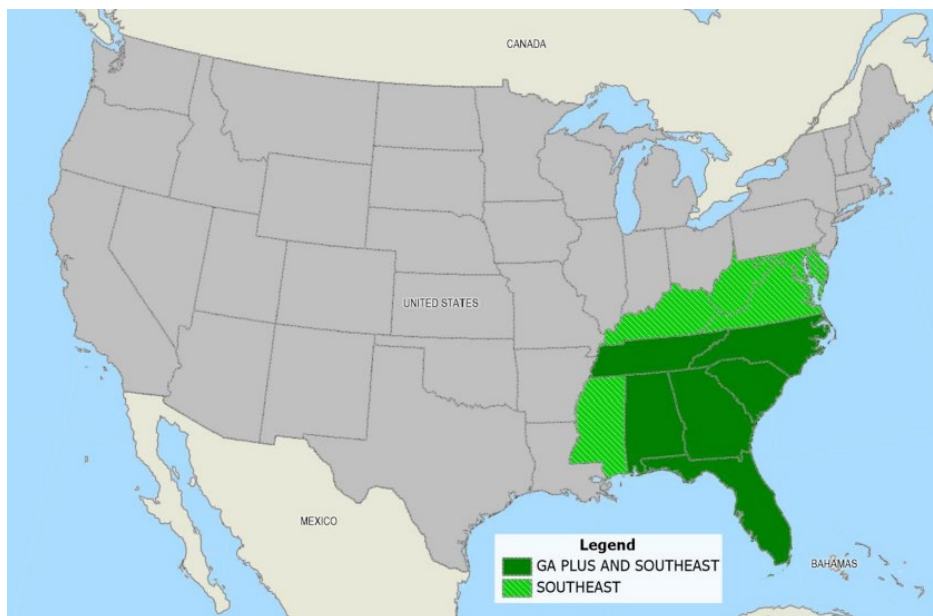 CANADA
UNITED STATES
MEXICO
Legend
GA PLUS AND SOUTHEAST
SOUTHEAST
BAHAMAS